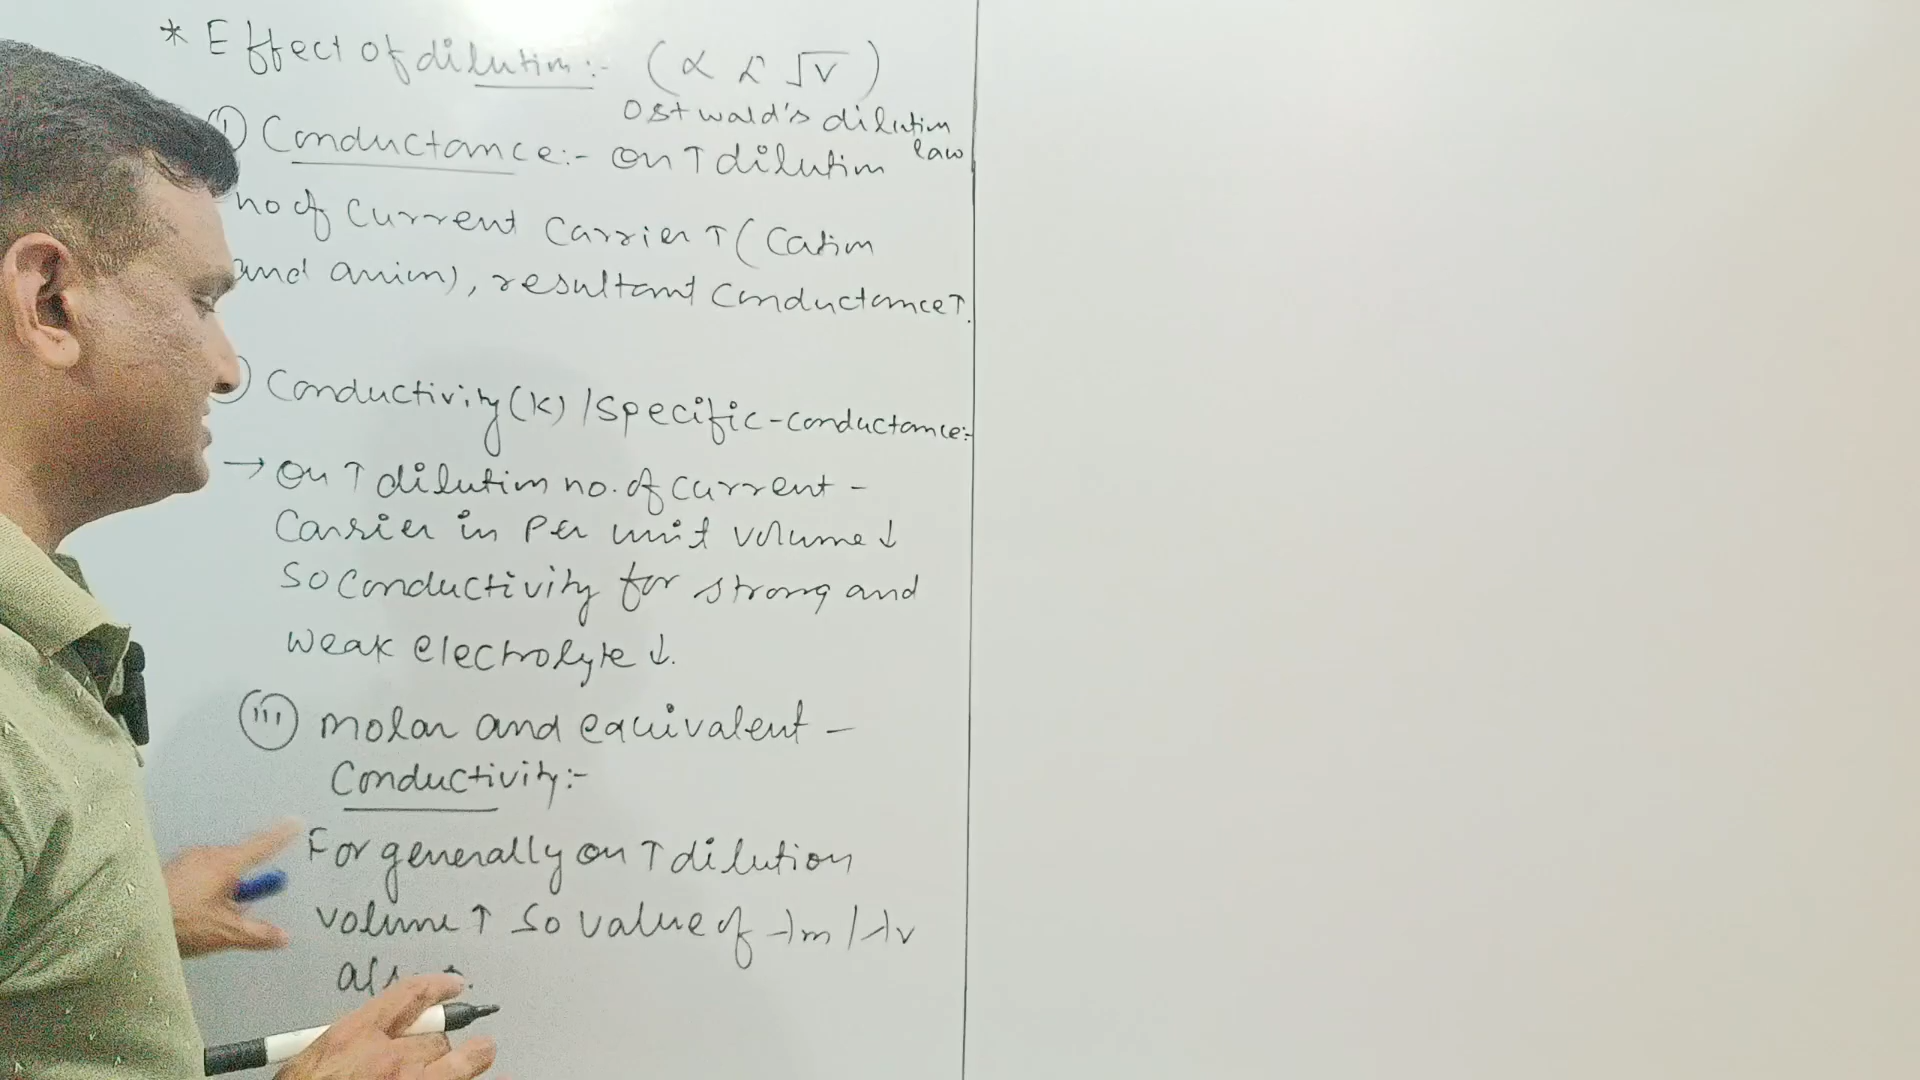 * Effect of dilution:- (∝ ∝ √v)
Ostwald's dilution law
① Conductance:- on ↑ dilution
no of current carrier ↑ (Cation
and anion), resultant conductance ↑.
Conductivity (K) / specific-conductance:-
→ on ↑ dilution no. of current -
carrier in per unit volume ↓
so conductivity for strong and
weak electrolyte ↓.
(iii) molar and equivalent -
Conductivity:-
For generally on ↑ dilution
volume ↑ so value of λm / λv